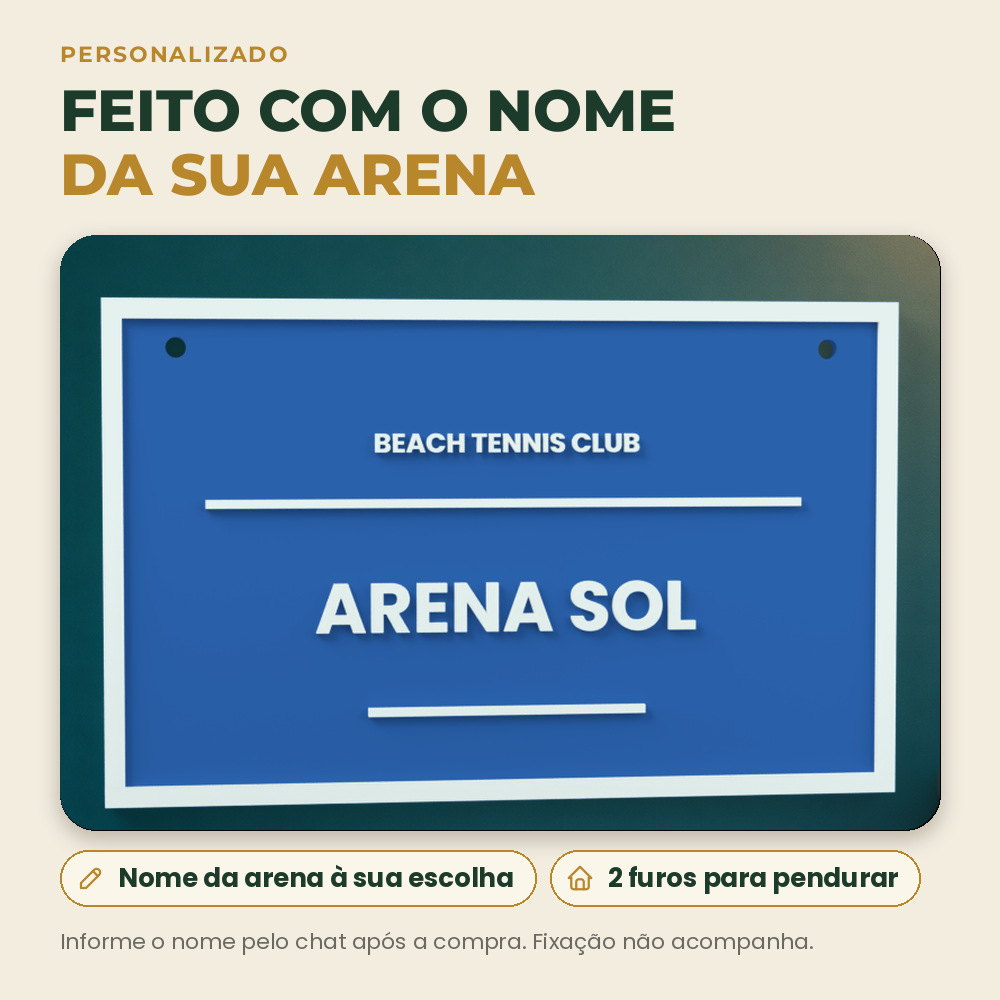 PERSONALIZADO
FEITO COM O NOME
DA SUA ARENA
BEACH TENNIS CLUB
ARENA SOL
Nome da arena à sua escolha
2 furos para pendurar
Informe o nome pelo chat após a compra. Fixação não acompanha.